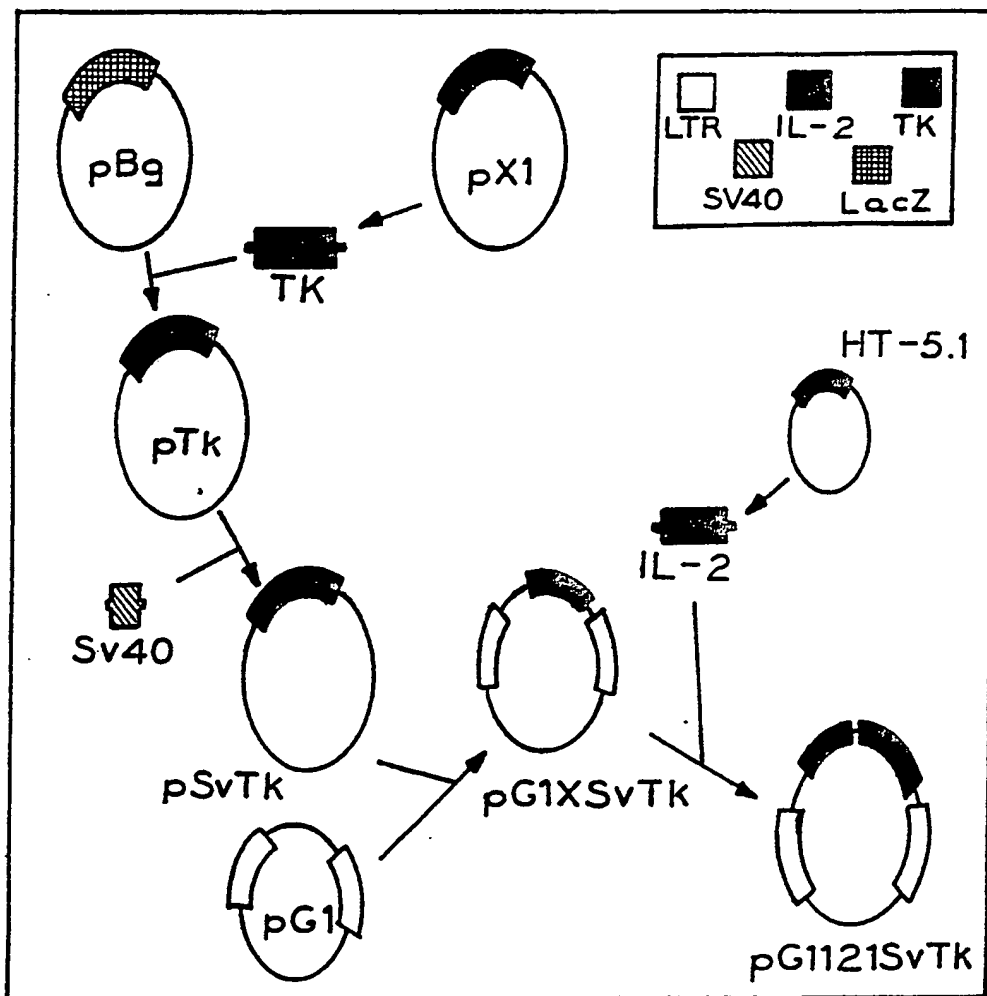 pBg
pX1
LTR
IL-2
TK
SV40
LacZ
TK
HT-5.1
pTk
IL-2
Sv40
pSvTk
pG1XSvTk
pG1
pG1121SvTk